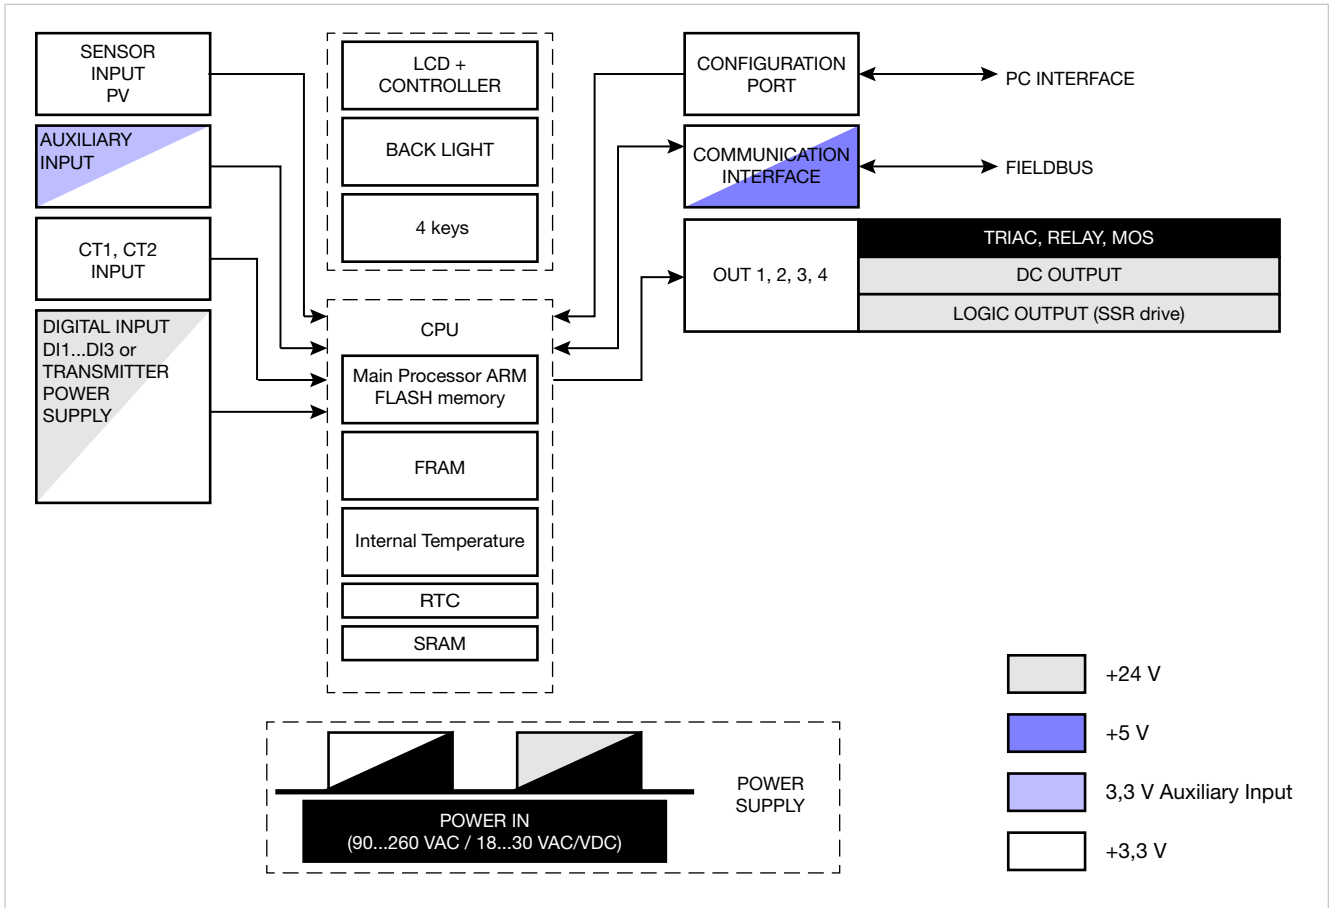 SENSOR
INPUT
PV
AUXILIARY
INPUT
CT1, CT2
INPUT
DIGITAL INPUT
DI1...DI3 or
TRANSMITTER
POWER
SUPPLY
LCD +
CONTROLLER
BACK LIGHT
4 keys
CPU
Main Processor ARM
FLASH memory
FRAM
Internal Temperature
RTC
SRAM
CONFIGURATION
PORT
PC INTERFACE
COMMUNICATION
INTERFACE
FIELDBUS
OUT 1, 2, 3, 4
TRIAC, RELAY, MOS
DC OUTPUT
LOGIC OUTPUT (SSR drive)
POWER IN
(90...260 VAC / 18...30 VAC/VDC)
POWER
SUPPLY
+24 V
+5 V
3,3 V Auxiliary Input
+3,3 V